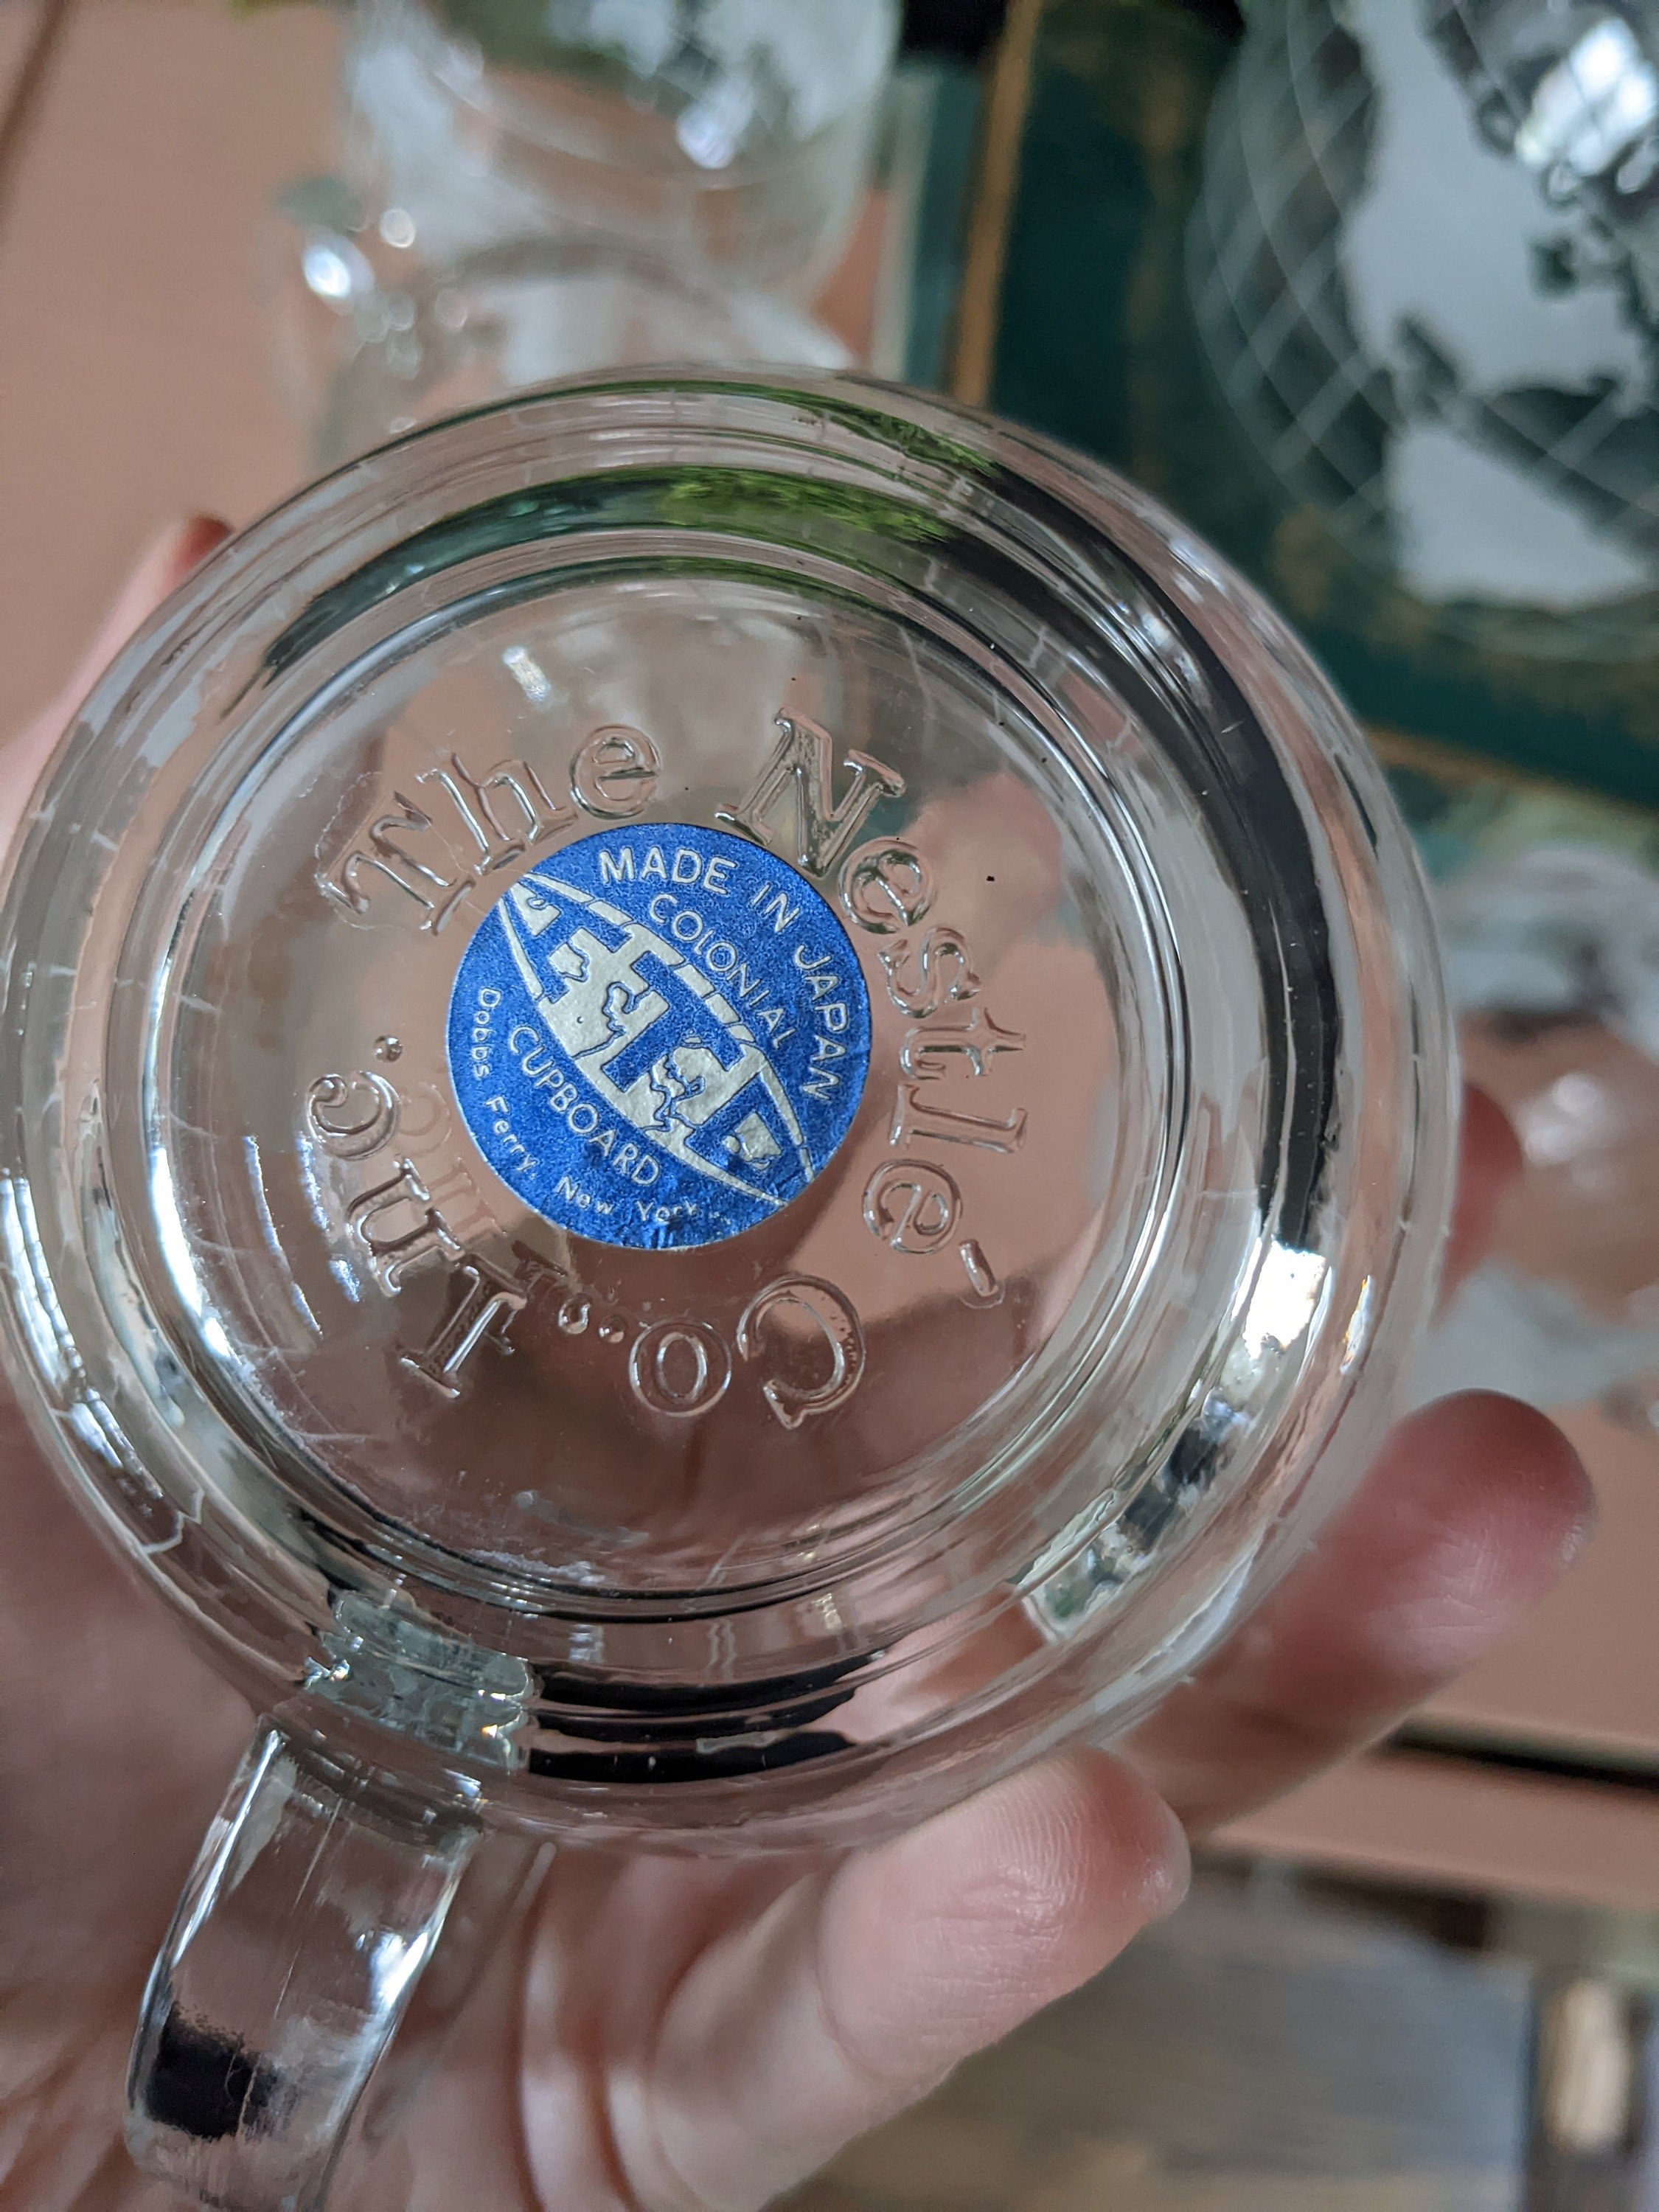 The Nestle´ Co., Inc.
MADE IN JAPAN
COLONIAL
CUPBOARD
Dobbs Ferry, New York